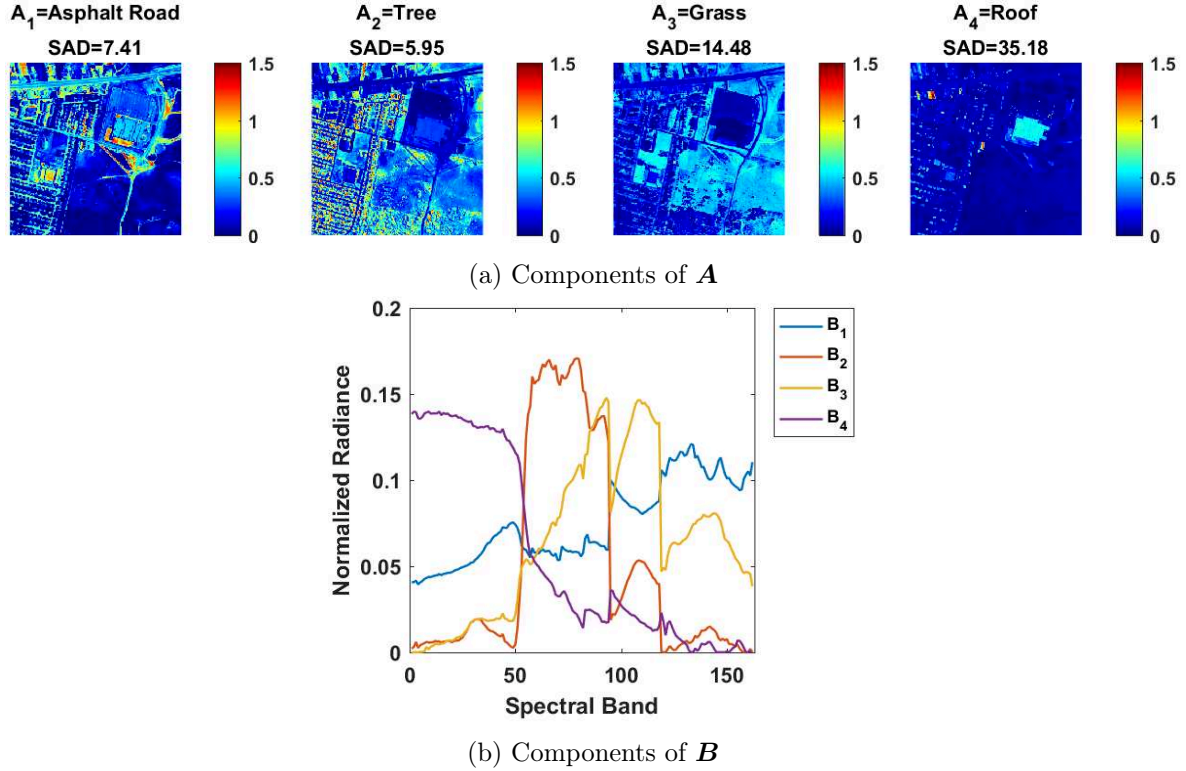 A₁=Asphalt Road
SAD=7.41
A₂=Tree
SAD=5.95
A₃=Grass
SAD=14.48
A₄=Roof
SAD=35.18
1.5
1
0.5
0
1.5
1
0.5
0
1.5
1
0.5
0
1.5
1
0.5
0
(a) Components of A
0.2
0.15
0.1
0.05
0
Normalized Radiance
0 50 100 150
Spectral Band
B₁
B₂
B₃
B₄
(b) Components of B